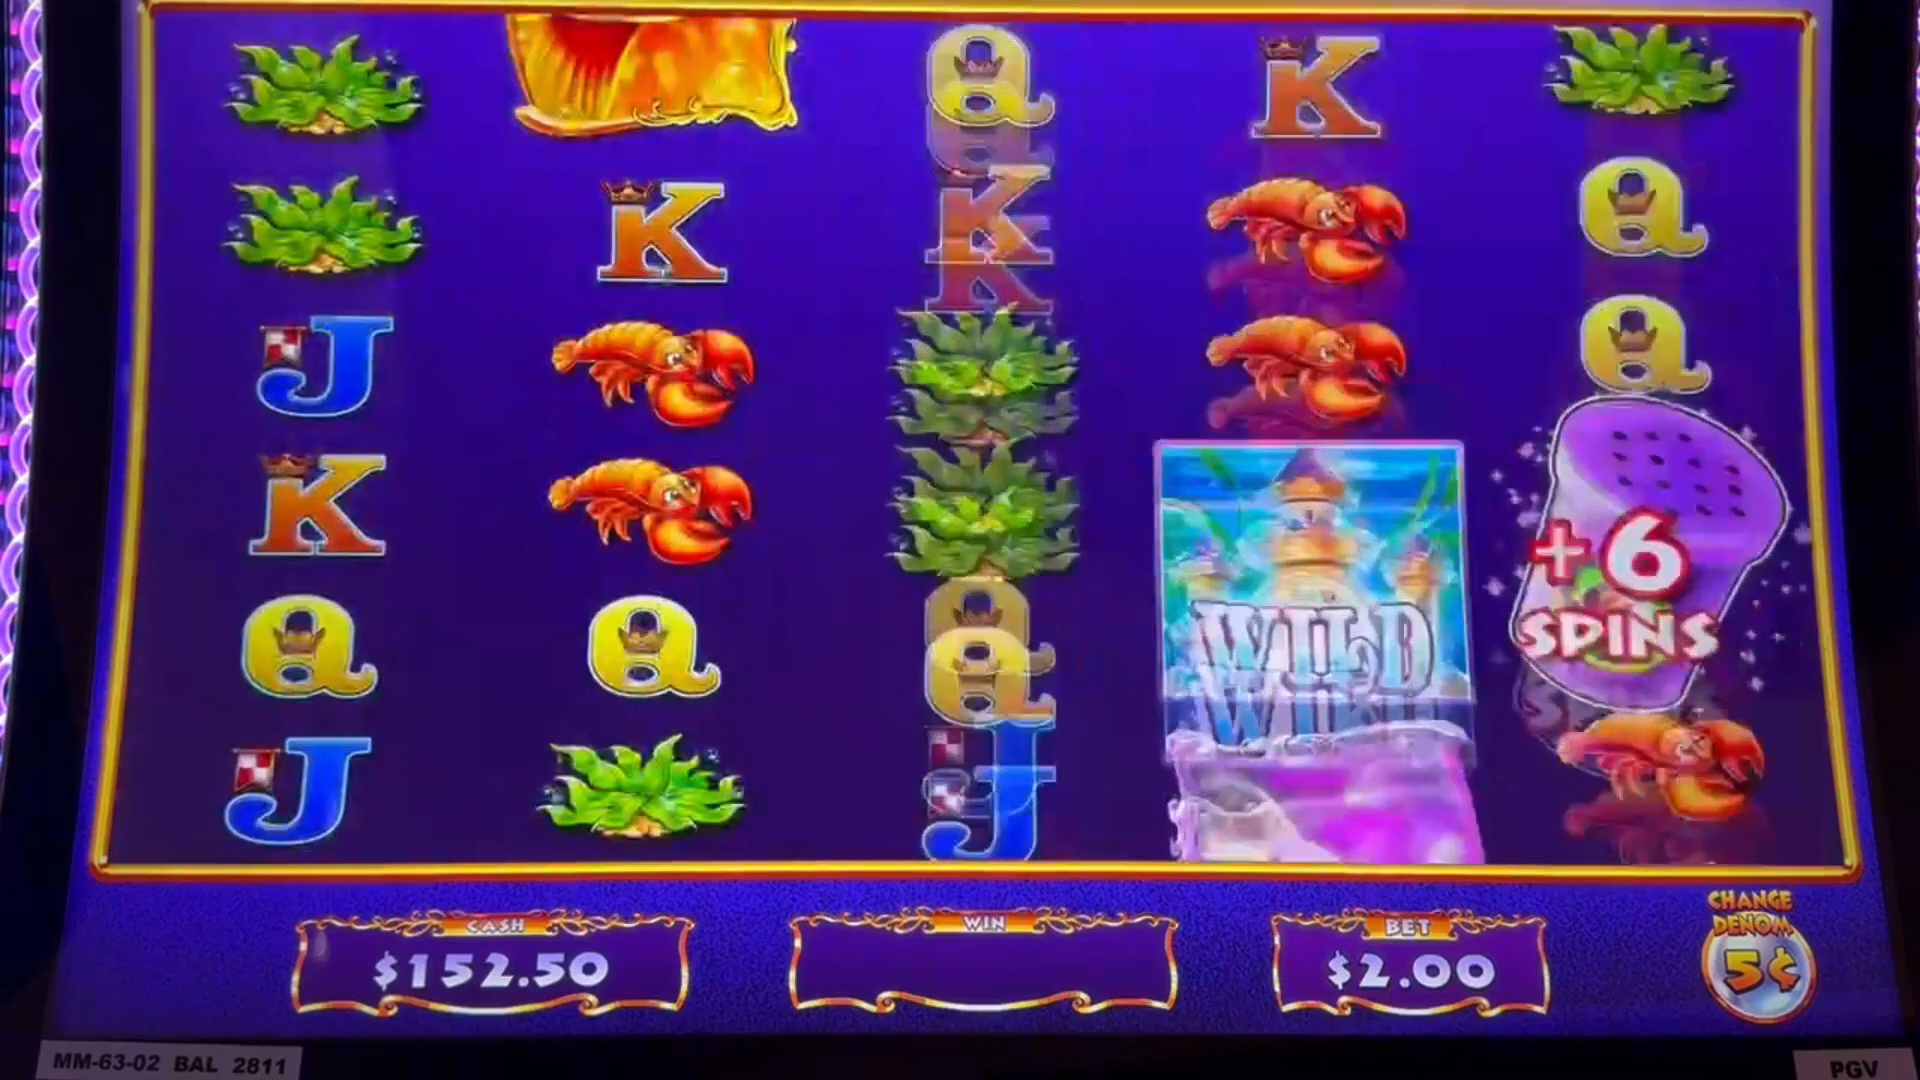 Q K
K K Q
K
J Q
K
WILD
+6
SPINS
Q Q Q
J J
CASH WIN BET CHANGE
DENOM
$152.50 $2.00 5¢
MM-63-02 BAL 2811 PGV